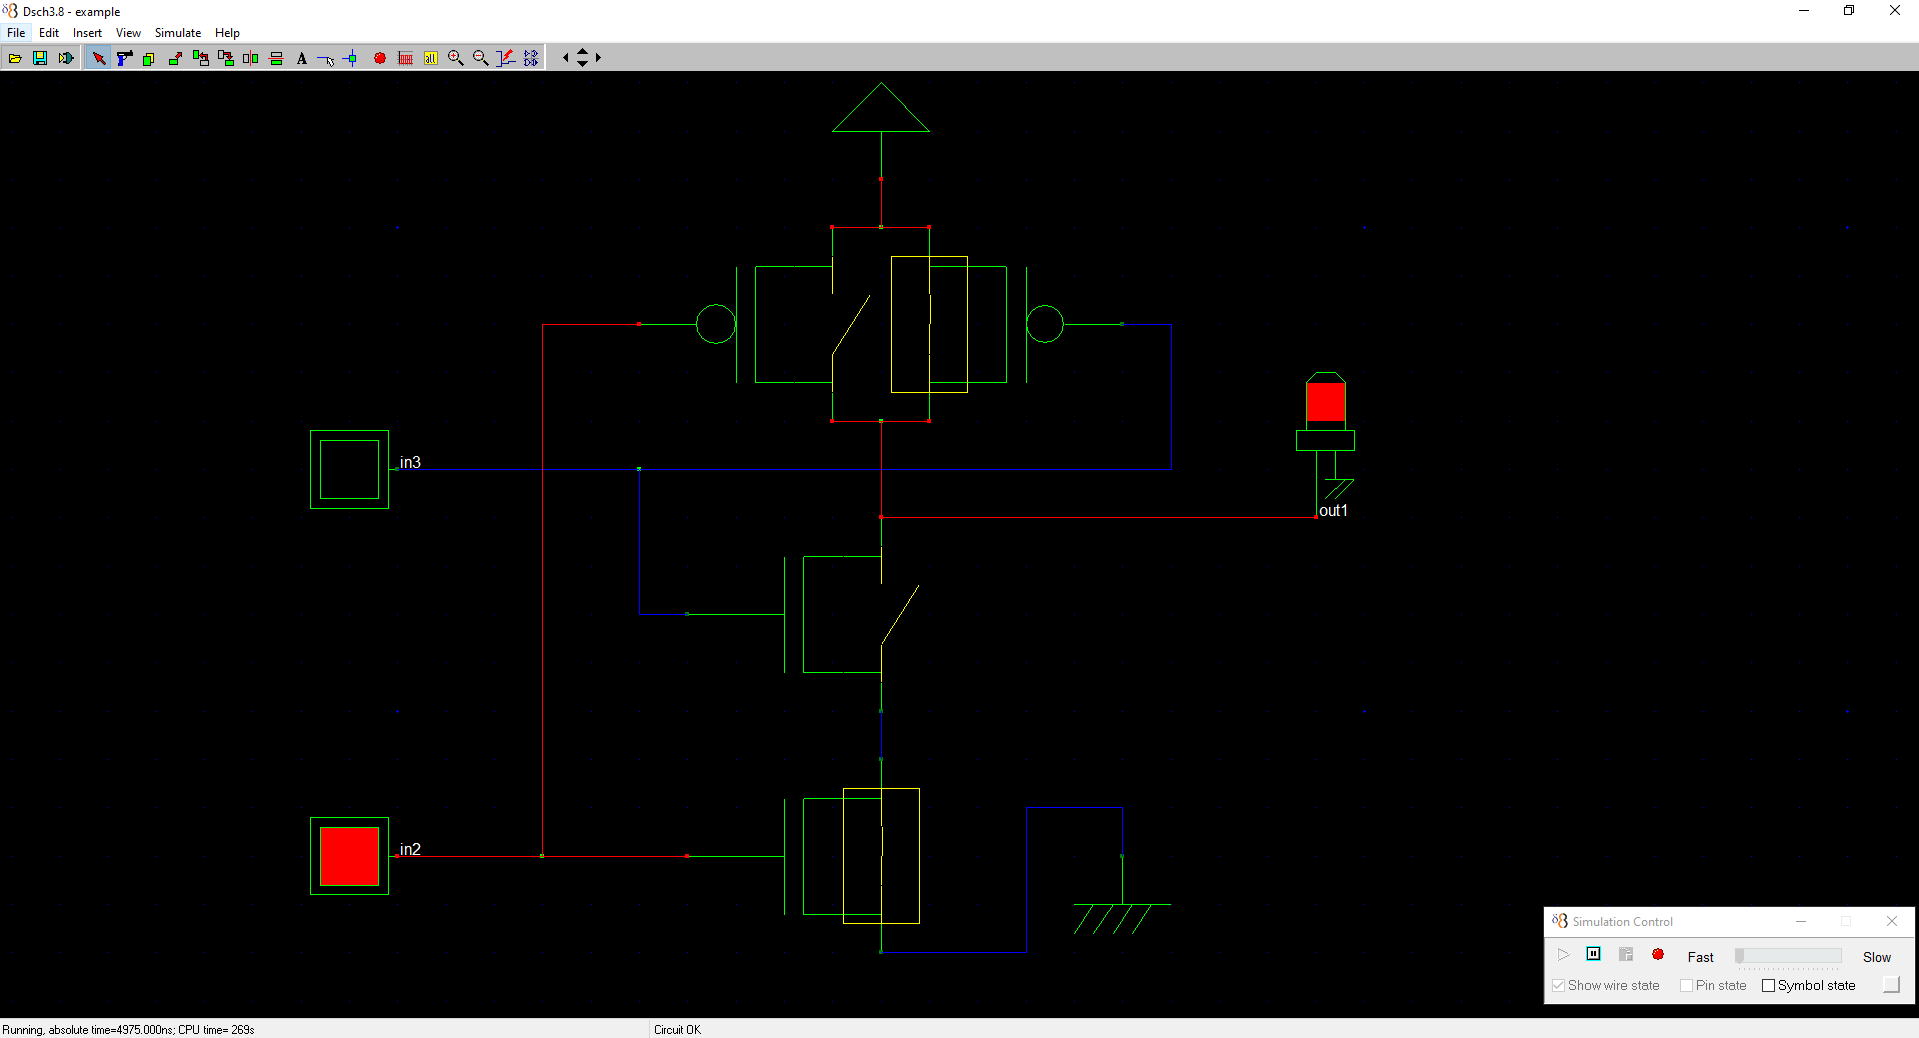 Dsch3.8 - example
File Edit Insert View Simulate Help
A
all
in3
out1
in2
Simulation Control
Fast Slow
Show wire state Pin state Symbol state
Running, absolute time=4975.000ns; CPU time= 269s Circuit OK